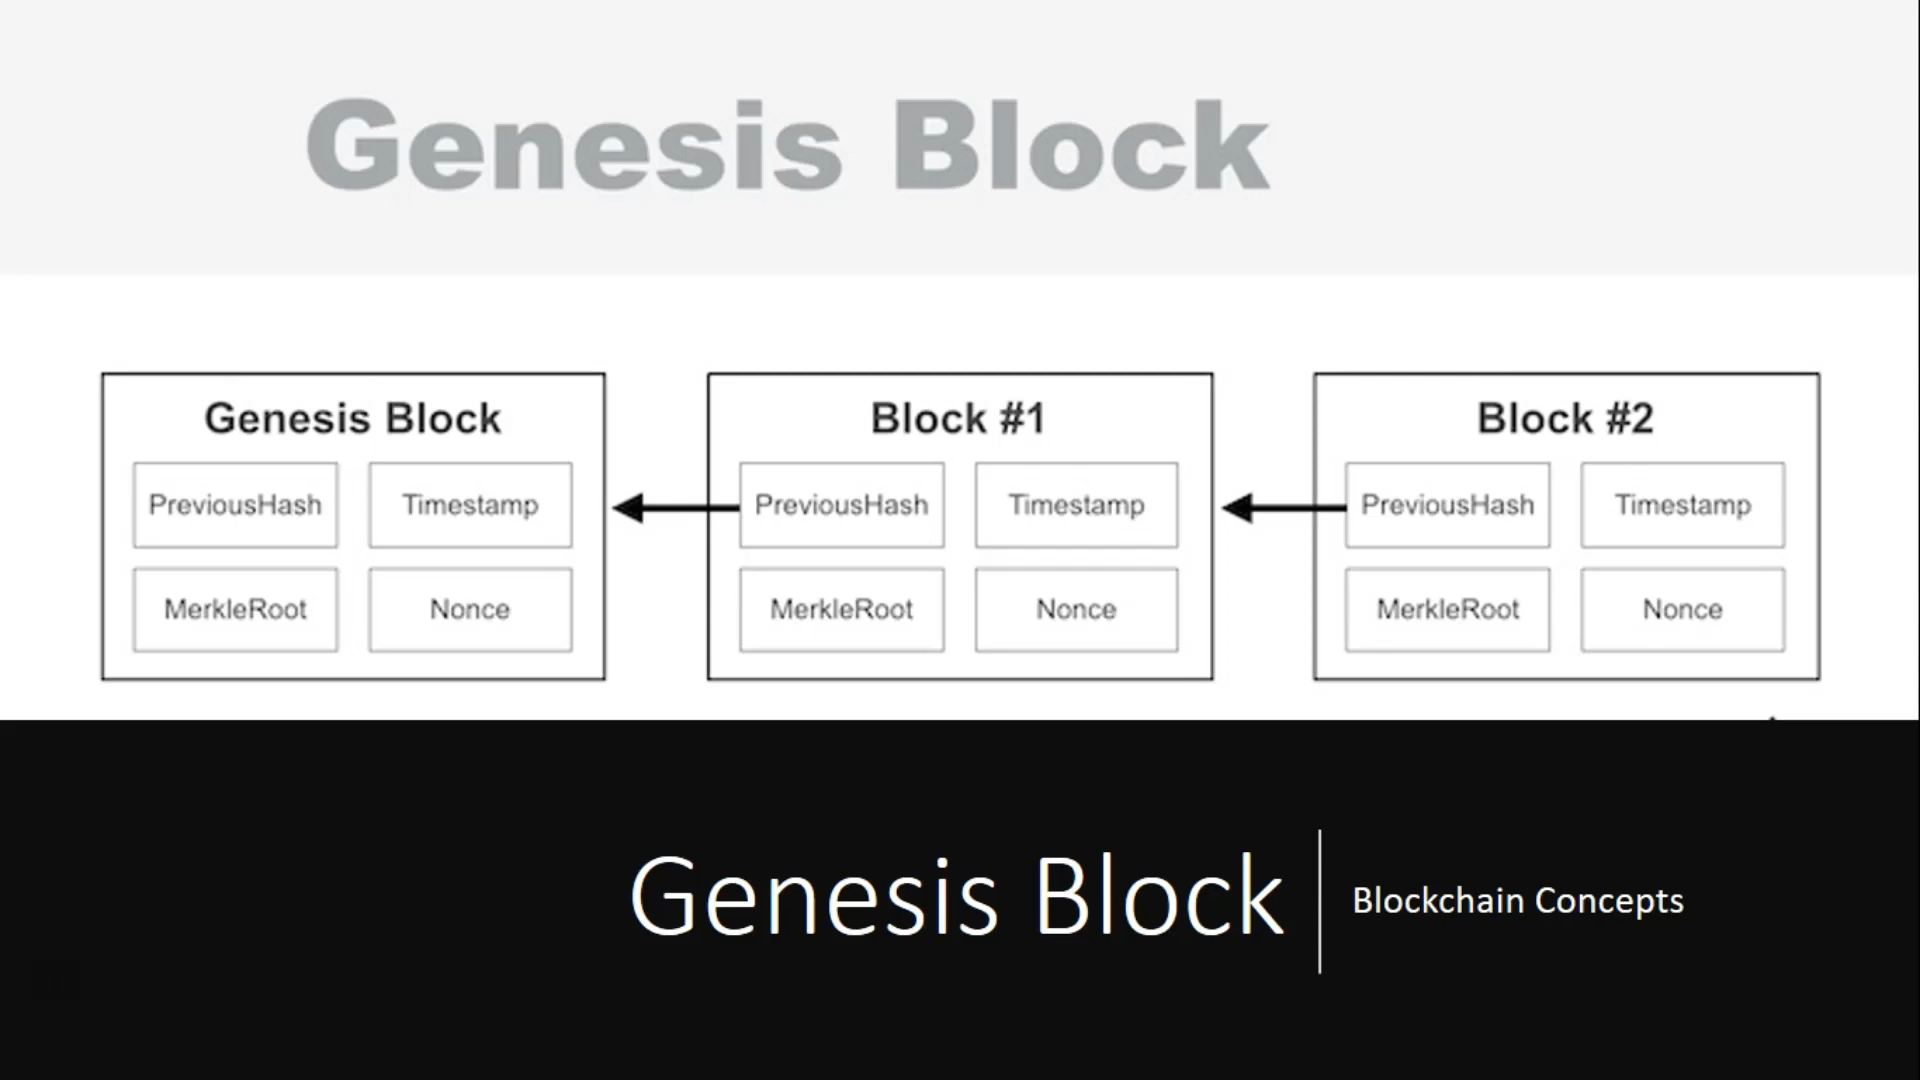 Genesis Block
Genesis Block
PreviousHash Timestamp
MerkleRoot Nonce
Block #1
PreviousHash Timestamp
MerkleRoot Nonce
Block #2
PreviousHash Timestamp
MerkleRoot Nonce
Genesis Block
Blockchain Concepts